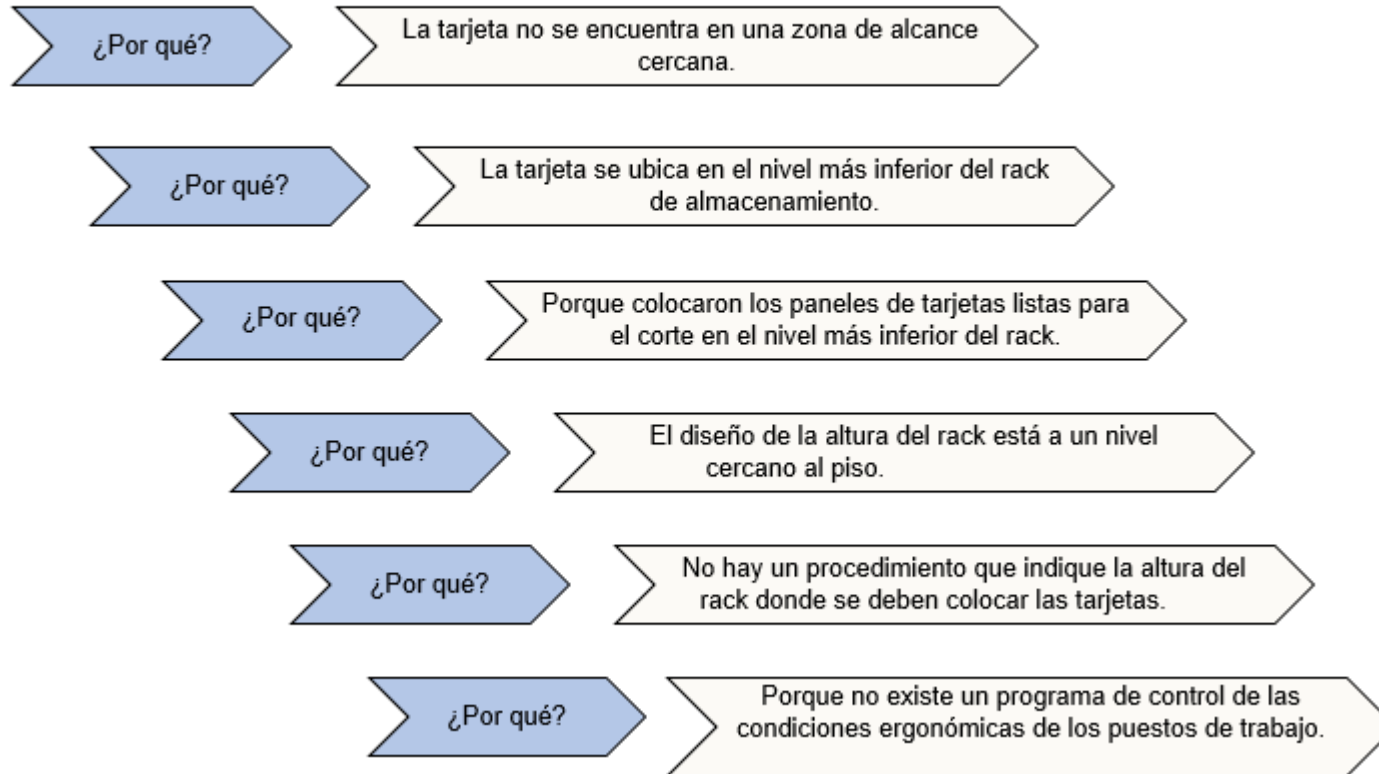 ¿Por qué?
La tarjeta no se encuentra en una zona de alcance
cercana.
¿Por qué?
La tarjeta se ubica en el nivel más inferior del rack
de almacenamiento.
¿Por qué?
Porque colocaron los paneles de tarjetas listas para
el corte en el nivel más inferior del rack.
¿Por qué?
El diseño de la altura del rack está a un nivel
cercano al piso.
¿Por qué?
No hay un procedimiento que indique la altura del
rack donde se deben colocar las tarjetas.
¿Por qué?
Porque no existe un programa de control de las
condiciones ergonómicas de los puestos de trabajo.